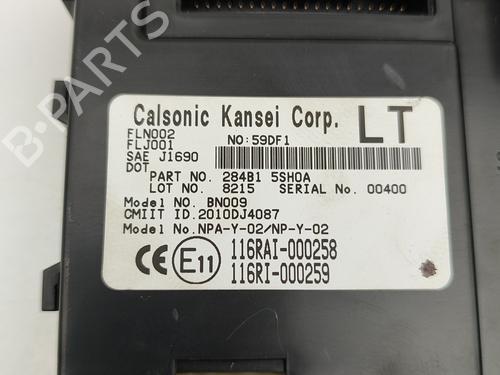 Calsonic Kansei Corp. LT
FLN002
FLJ001 NO:59DF1
SAE J1690
DOT
PART NO. 284B1 5SH0A
LOT NO. 8215 SERIAL No. 00400
Model No. BN009
CMIIT ID.2010DJ4087
Model No.NPA-Y-02/NP-Y-02
CE E11 116RAI-000258
116RI-000259
B-PARTS